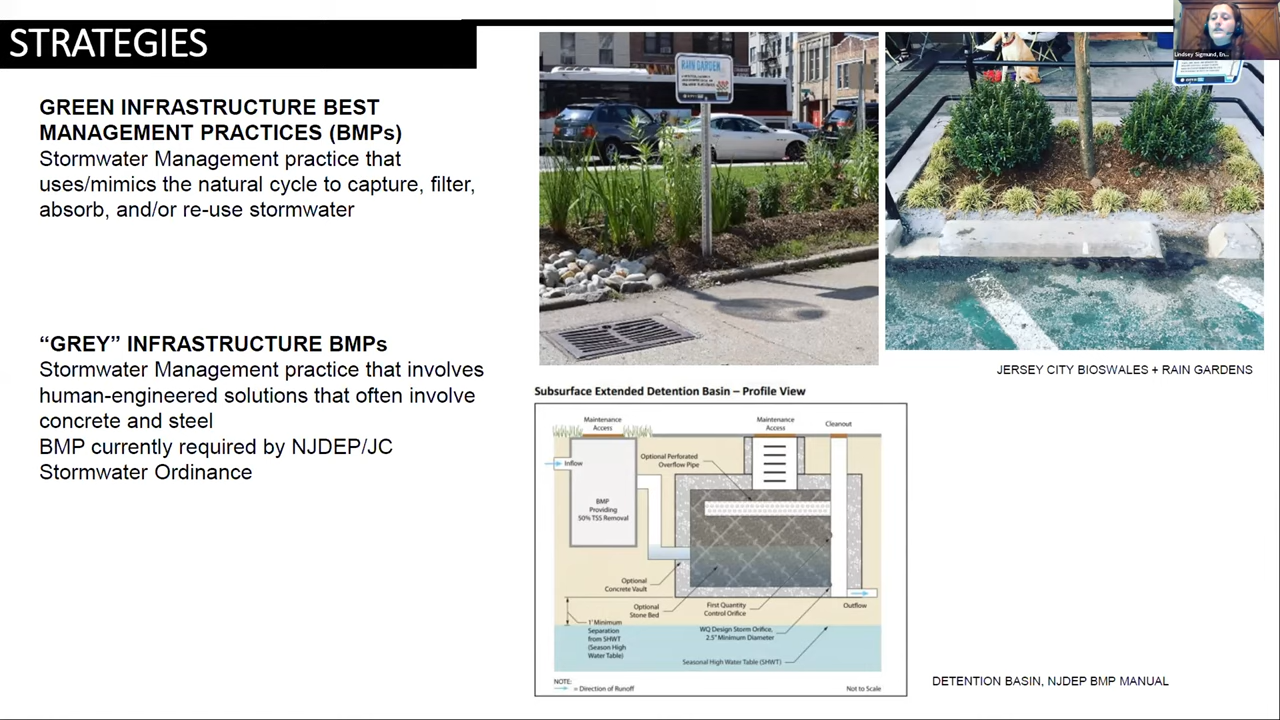 STRATEGIES
GREEN INFRASTRUCTURE BEST
MANAGEMENT PRACTICES (BMPs)
Stormwater Management practice that
uses/mimics the natural cycle to capture, filter,
absorb, and/or re-use stormwater
“GREY” INFRASTRUCTURE BMPs
Stormwater Management practice that involves
human-engineered solutions that often involve
concrete and steel
BMP currently required by NJDEP/JC
Stormwater Ordinance
RAIN GARDEN
Lindsey Sigmund, En...
JERSEY CITY BIOSWALES + RAIN GARDENS
Subsurface Extended Detention Basin – Profile View
Maintenance
Access
Maintenance
Access
Cleanout
Inflow
Optional Perforated
Overflow Pipe
BMP
Providing
50% TSS Removal
Optional
Concrete Vault
Optional
Stone Bed
First Quantity
Control Orifice
Outflow
1' Minimum
Separation
from SHWT
(Season High
Water Table)
WQ Design Storm Orifice,
2.5" Minimum Diameter
Seasonal High Water Table (SHWT)
NOTE:
= Direction of Runoff
Not to Scale
DETENTION BASIN, NJDEP BMP MANUAL